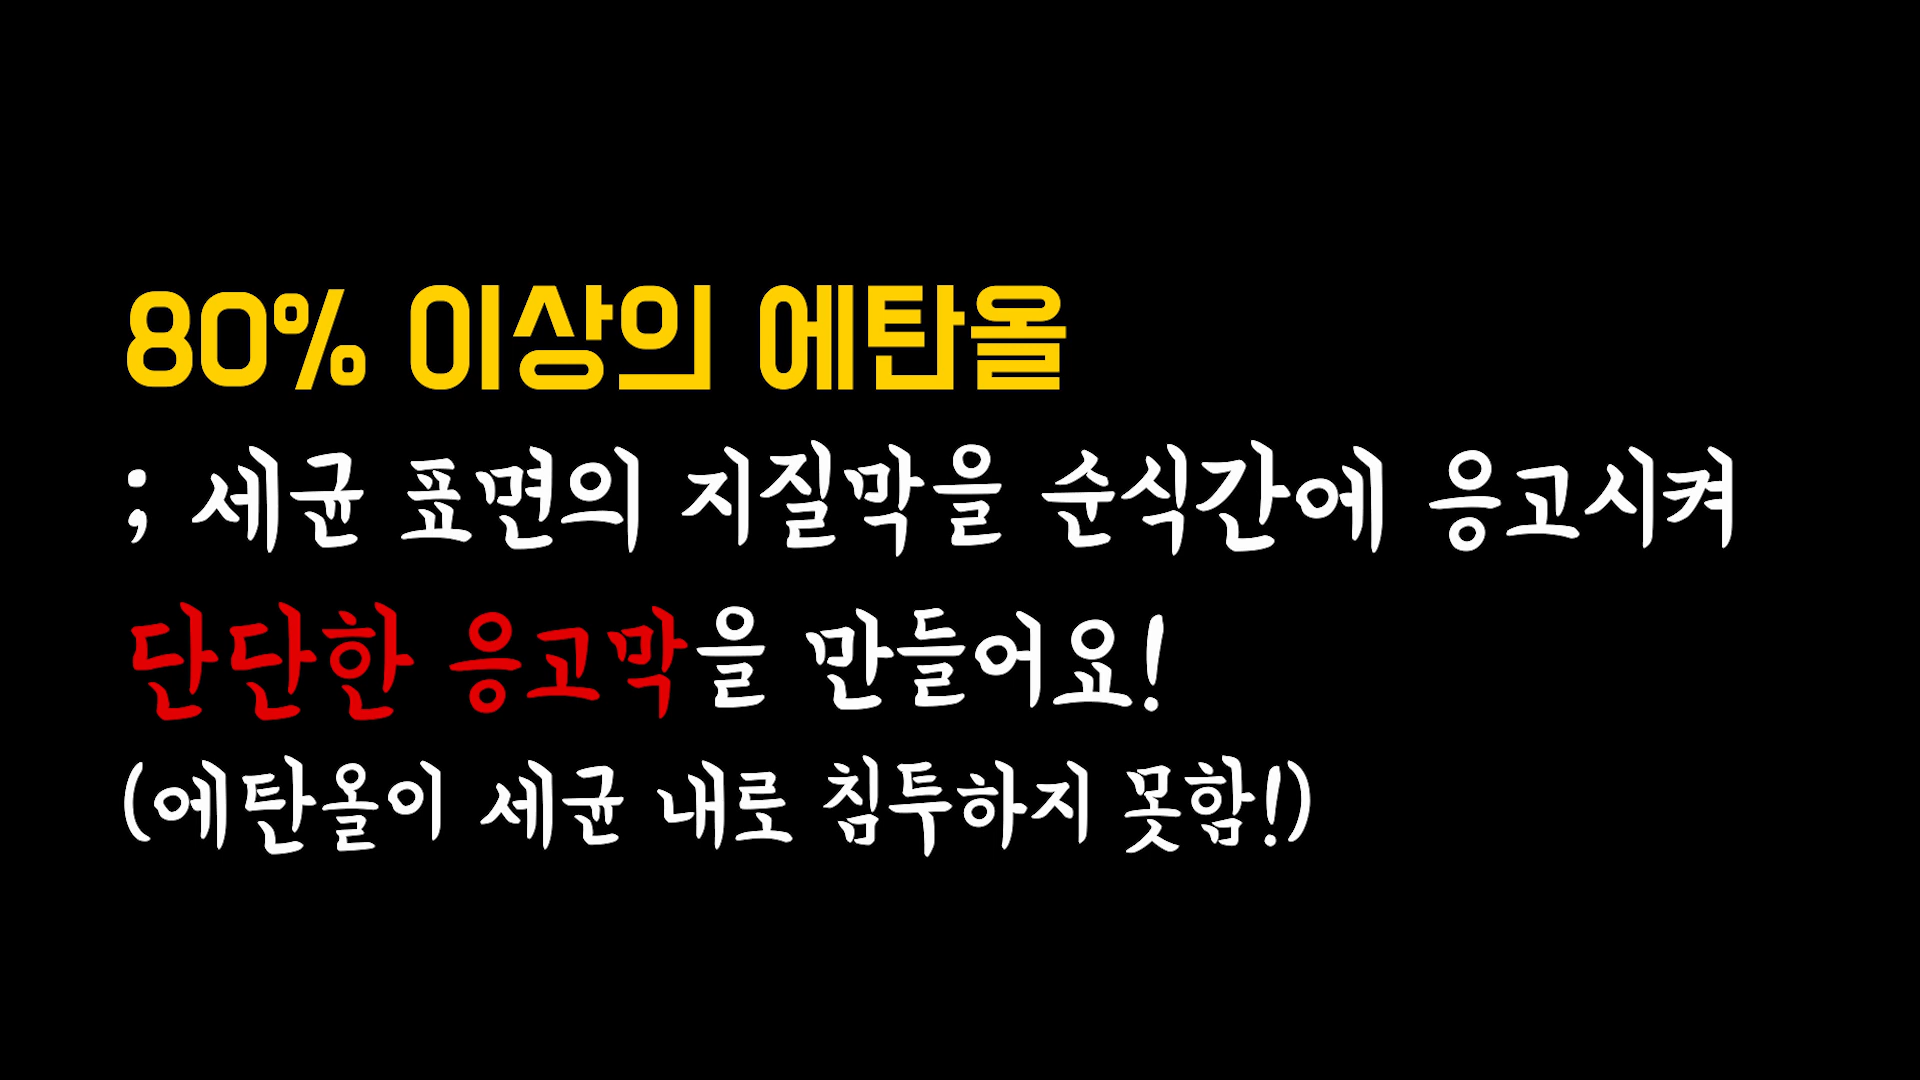 80% 이상의 에탄올
; 세균 표면의 지질막을 순식간에 응고시켜
단단한 응고막을 만들어요!
(에탄올이 세균 내로 침투하지 못함!)